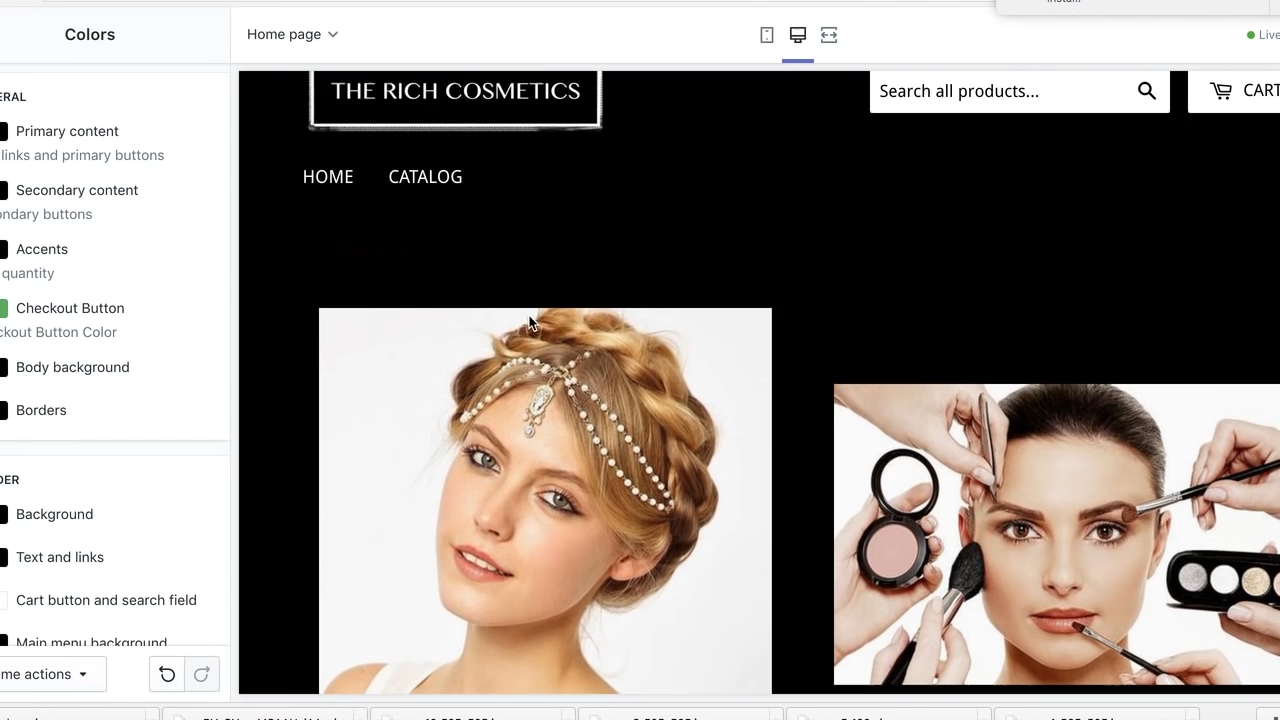 Colors
Home page
Live
ERAL
Primary content
links and primary buttons
Secondary content
ondary buttons
Accents
quantity
Checkout Button
ckout Button Color
Body background
Borders
DER
Background
Text and links
Cart button and search field
Main menu background
me actions
THE RICH COSMETICS
Search all products...
CART
HOME CATALOG